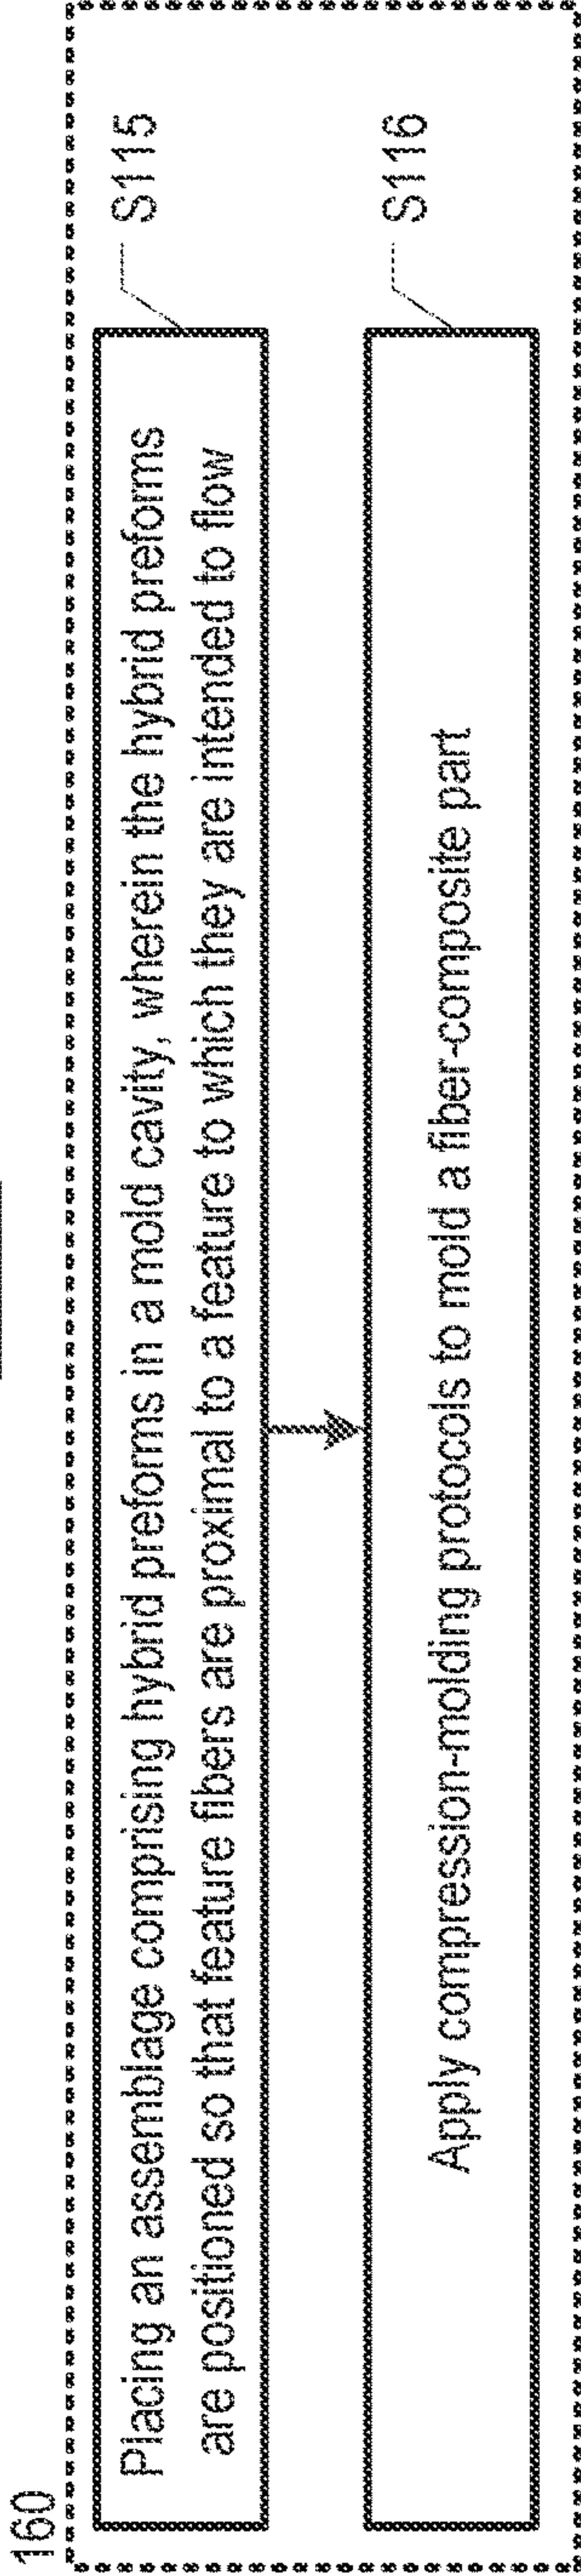 160
Placing an assemblage comprising hybrid preforms in a mold cavity, wherein the hybrid preforms
are positioned so that feature fibers are proximal to a feature to which they are intended to flow
S115
Apply compression-molding protocols to mold a fiber-composite part
S116